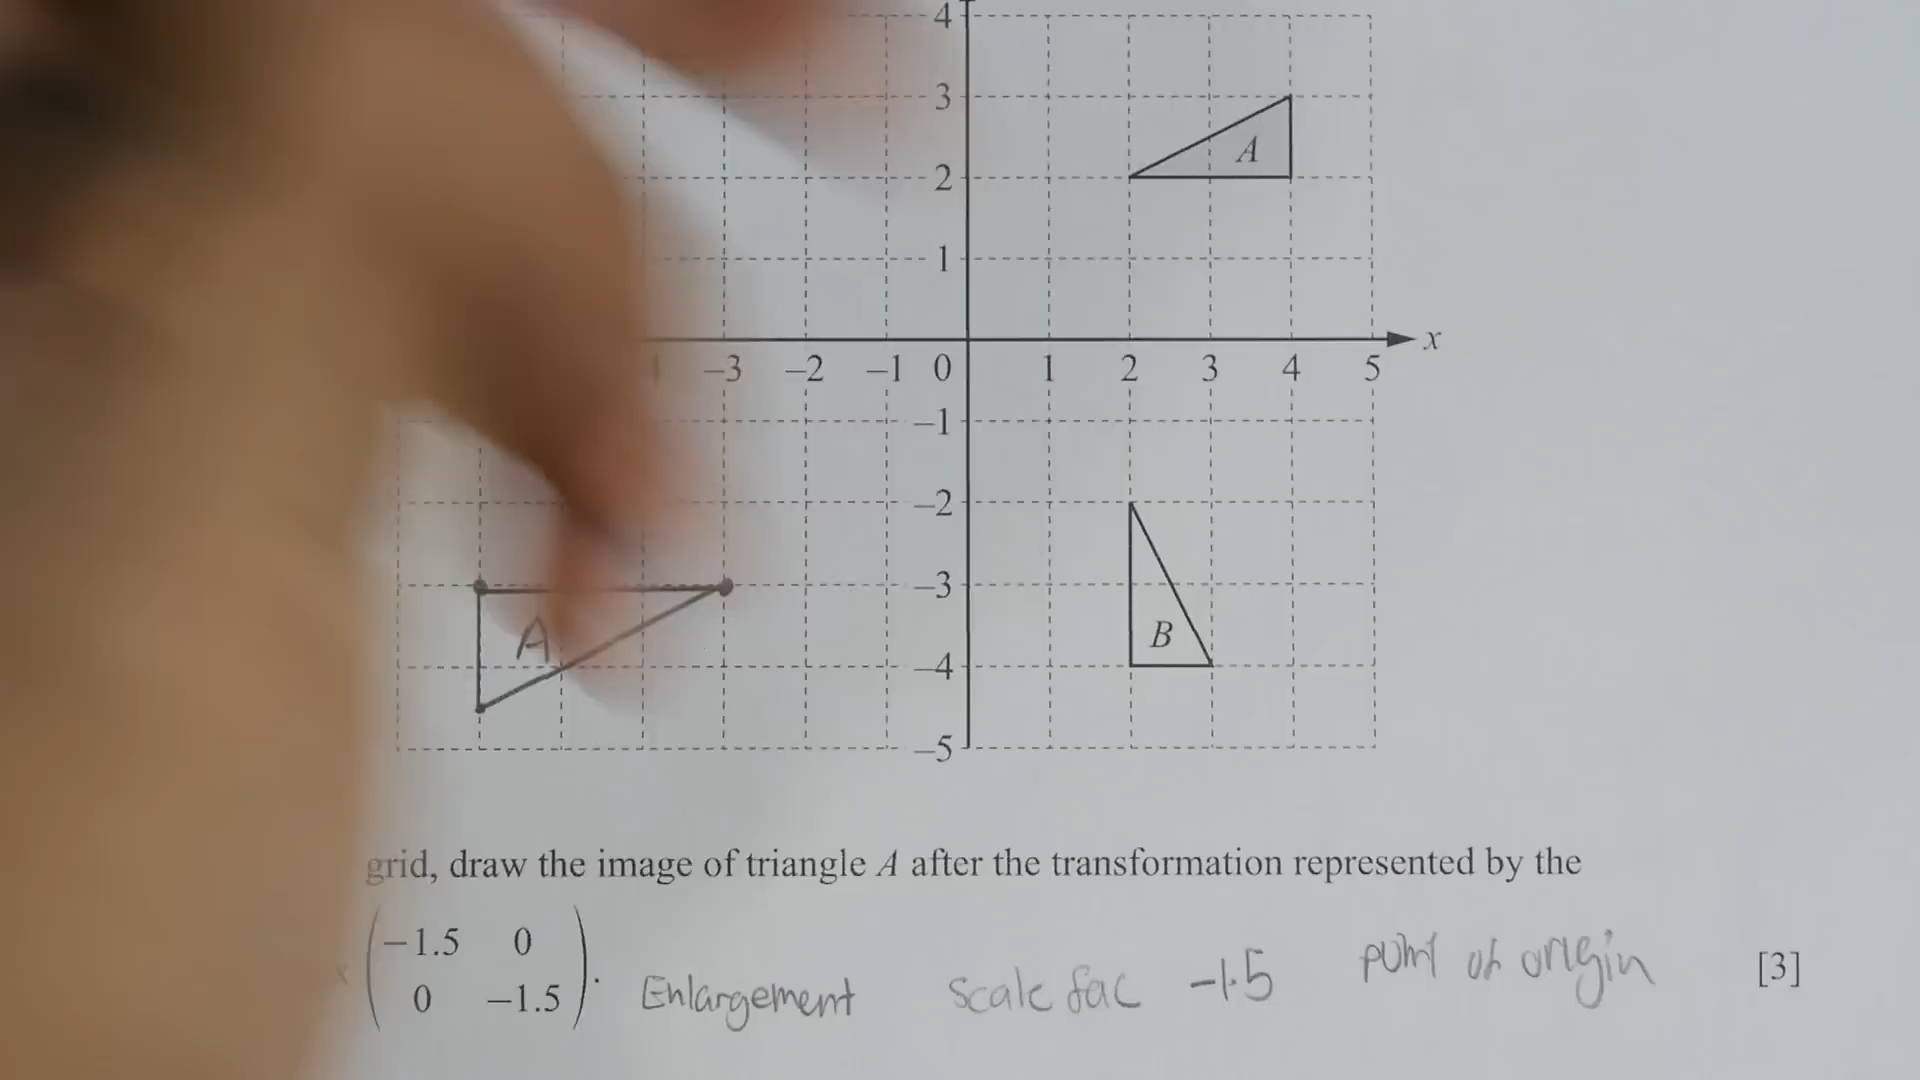 4
3
A
2
1
x
–3 –2 –1 0 1 2 3 4 5
–1
–2
–3
A
B
–4
–5
grid, draw the image of triangle A after the transformation represented by the
–1.5 0
0 –1.5 . Enlargement scale fac –1.5 point of origin [3]